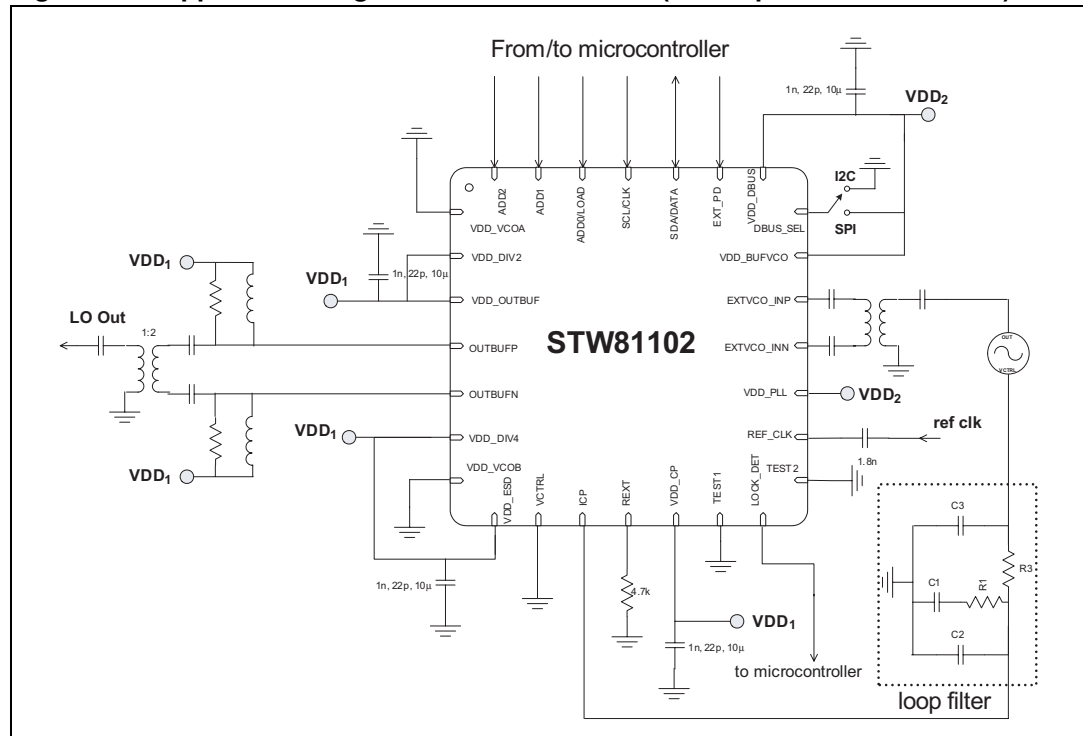 From/to microcontroller
1n, 22p, 10µ
VDD2
ADD2
ADD1
ADD0/LOAD
SCL/CLK
SDA/DATA
EXT_PD
VDD_DBUS
I2C
SPI
DBUS_SEL
VDD_VCOA
VDD_DIV2
VDD_BUFVCO
VDD1
1n, 22p, 10µ
VDD1
VDD_OUTBUF
EXTVCO_INP
LO Out
1:2
OUTBUFP
STW81102
EXTVCO_INN
OUT
VCTRL
OUTBUFN
VDD_PLL
VDD2
VDD1
VDD_DIV4
REF_CLK
ref clk
1.8n
VDD1
VDD_VCOB
TEST2
VDD_ESD
VCTRL
ICP
REXT
VDD_CP
TEST1
LOCK_DET
C3
R3
C1
R1
C2
1n, 22p, 10µ
4.7k
VDD1
1n, 22p, 10µ
to microcontroller
loop filter